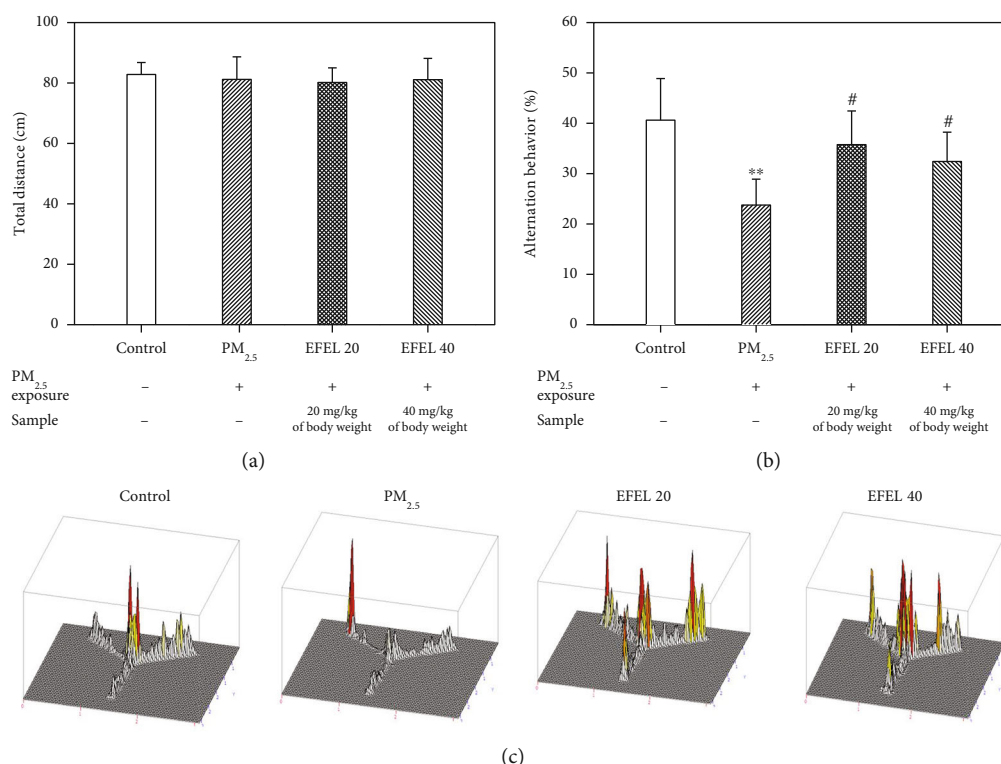 100
80
60
40
20
0
Total distance (cm)
Control
PM2.5
EFEL 20
EFEL 40
PM2.5 exposure
–
+
+
+
Sample
–
–
20 mg/kg of body weight
40 mg/kg of body weight
(a)
60
50
40
30
20
10
0
Alternation behavior (%)
**
#
#
Control
PM2.5
EFEL 20
EFEL 40
PM2.5 exposure
–
+
+
+
Sample
–
–
20 mg/kg of body weight
40 mg/kg of body weight
(b)
Control
PM2.5
EFEL 20
EFEL 40
(c)